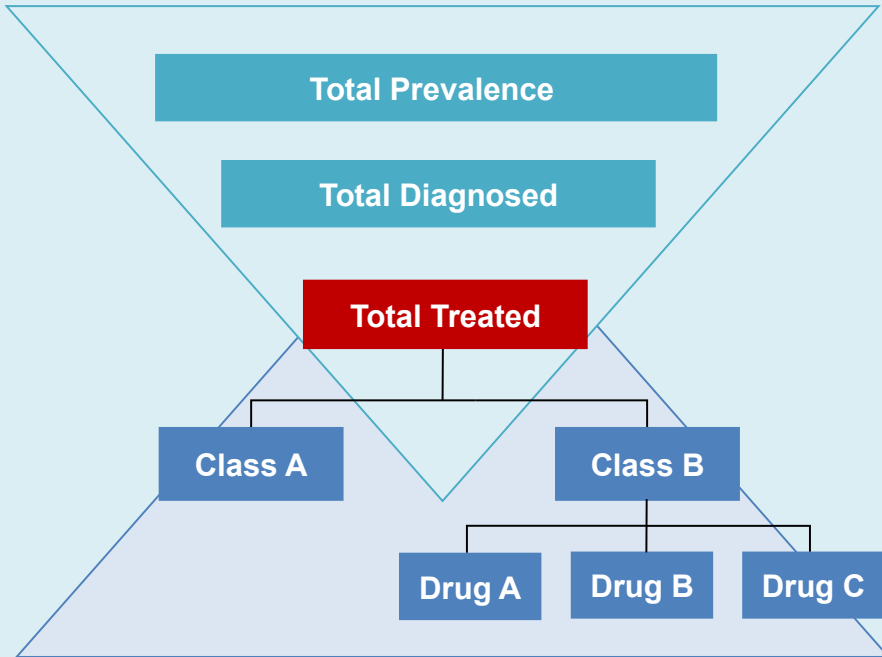 Total Prevalence
Total Diagnosed
Total Treated
Class A
Class B
Drug A
Drug B
Drug C